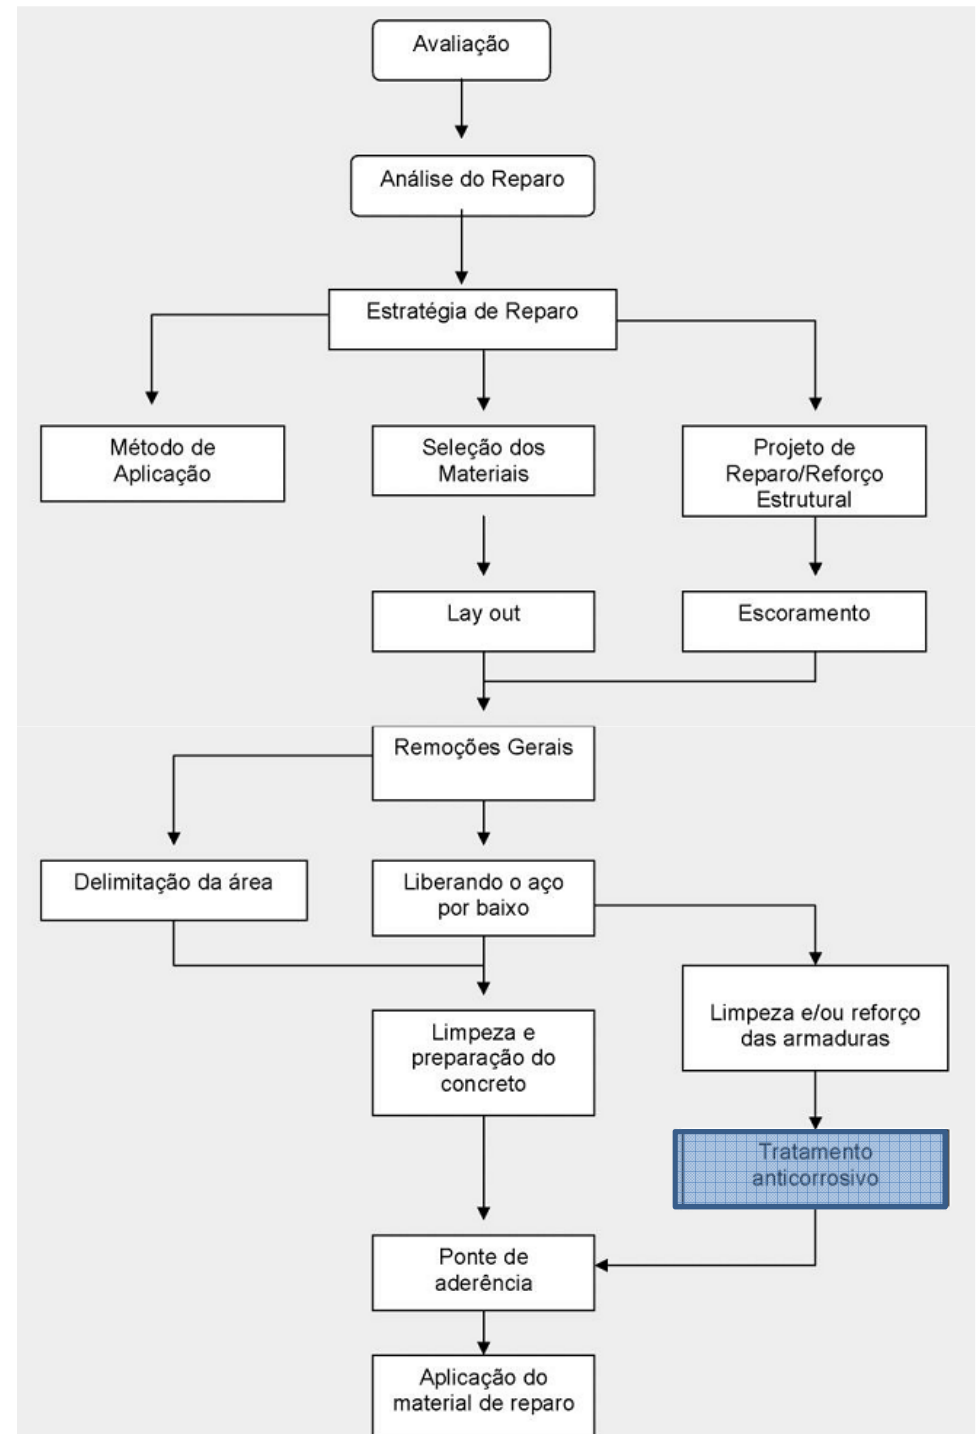 Avaliação
Análise do Reparo
Estratégia de Reparo
Método de
Aplicação
Seleção dos
Materiais
Projeto de
Reparo/Reforço
Estrutural
Lay out
Escoramento
Remoções Gerais
Delimitação da área
Liberando o aço
por baixo
Limpeza e
preparação do
concreto
Limpeza e/ou reforço
das armaduras
Tratamento
anticorrosivo
Ponte de
aderência
Aplicação do
material de reparo